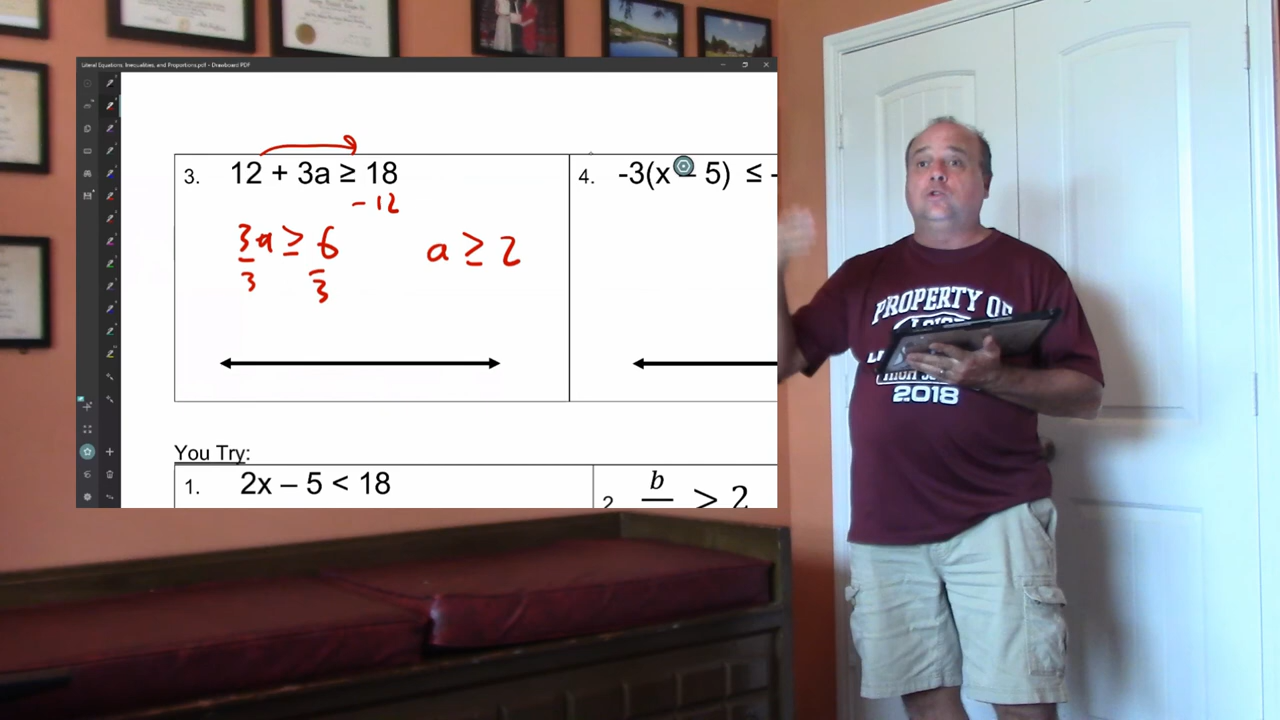 Literal Equations, Inequalities, and Proportions.pdf - Drawboard PDF
3. 12 + 3a ≥ 18
- 12
3a ≥ 6
3 3
a ≥ 2
4. -3(x – 5) ≤ -
You Try:
1. 2x – 5 < 18
2 b > 2
PROPERTY OF
HIGH
2018